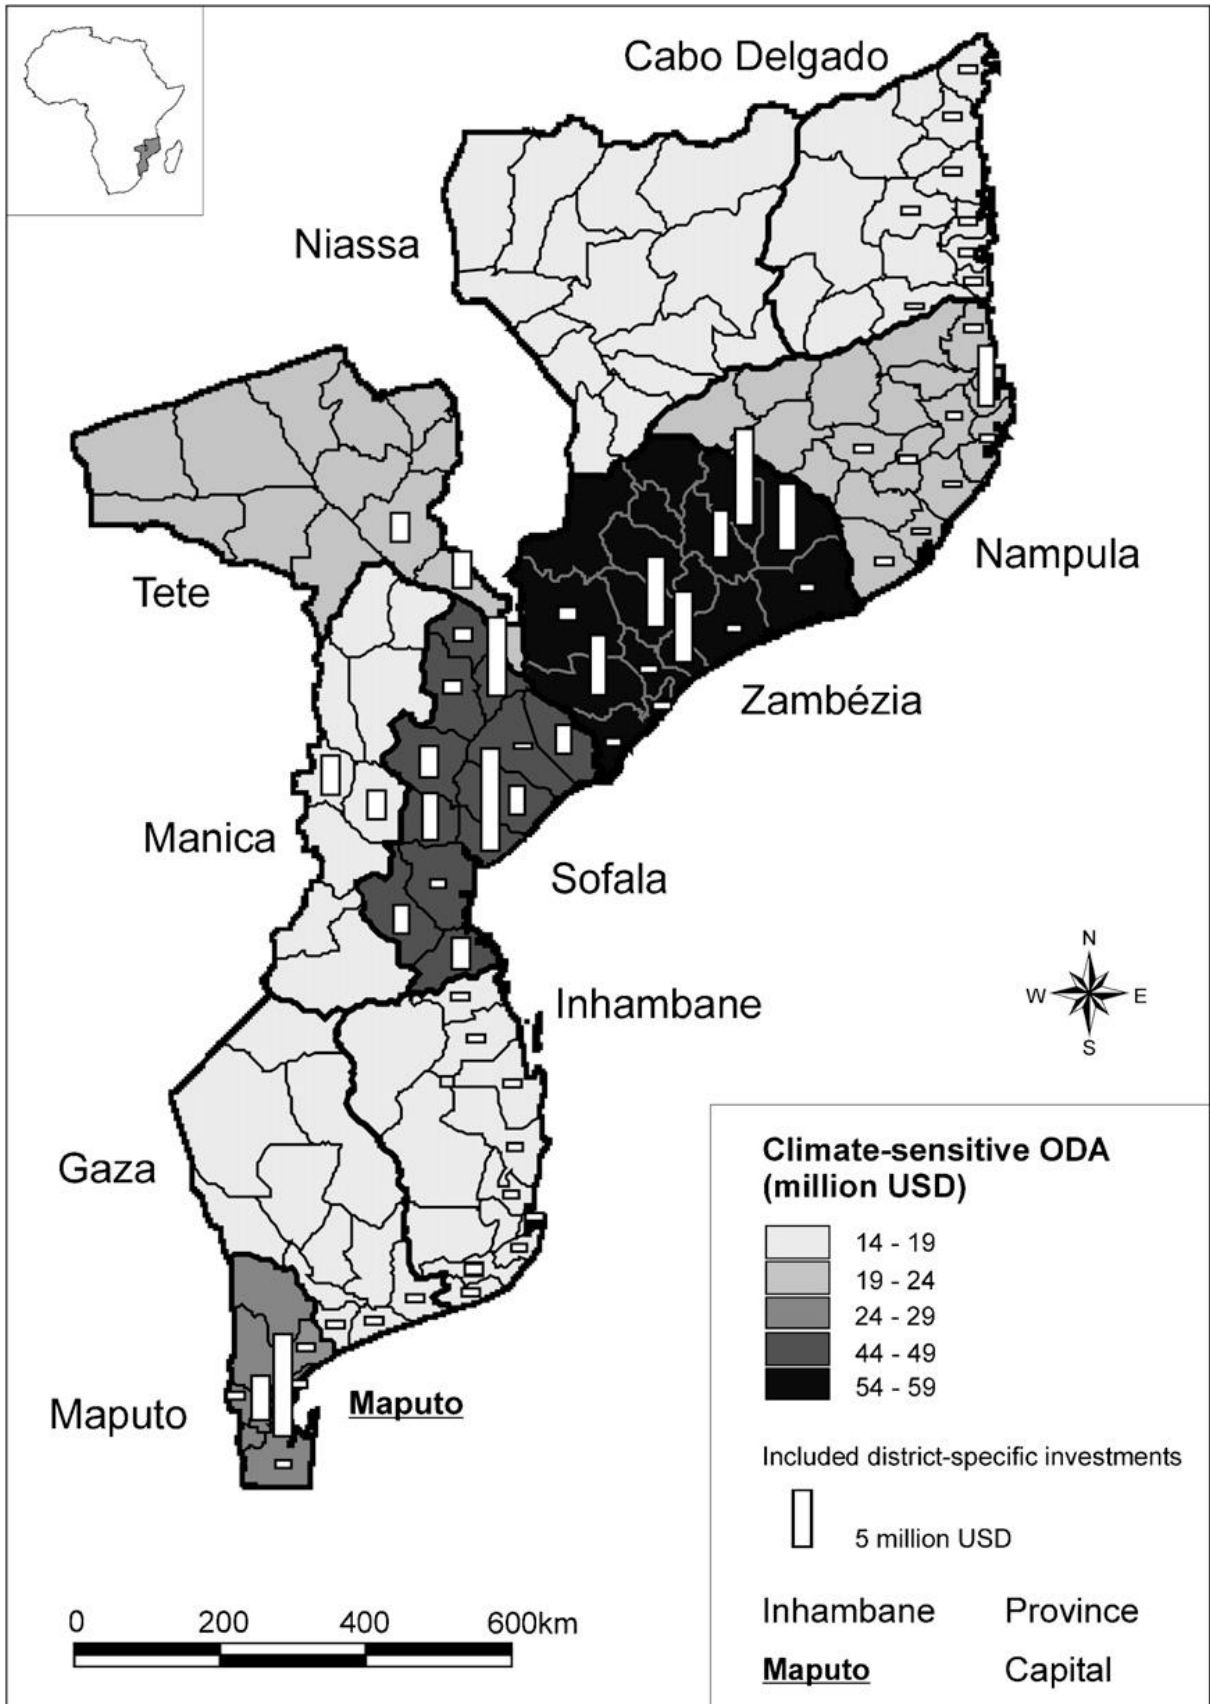 Cabo Delgado
Niassa
Tete
Nampula
Zambézia
Manica
Sofala
Inhambane
N
W
E
S
Gaza
Maputo
Maputo
Climate-sensitive ODA
(million USD)
14 - 19
19 - 24
24 - 29
44 - 49
54 - 59
Included district-specific investments
5 million USD
0 200 400 600km
Inhambane Province
Maputo Capital